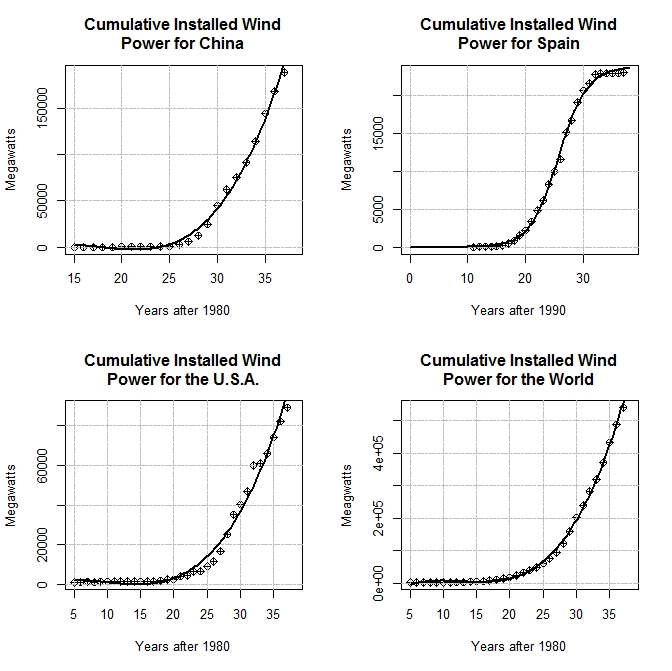 Cumulative Installed Wind
Power for China
Megawatts
150000
50000
0
15 20 25 30 35
Years after 1980
Cumulative Installed Wind
Power for Spain
Megawatts
15000
5000
0
0 10 20 30
Years after 1990
Cumulative Installed Wind
Power for the U.S.A.
Megawatts
60000
20000
0
5 10 15 20 25 30 35
Years after 1980
Cumulative Installed Wind
Power for the World
Meagwatts
4e+05
2e+05
0e+00
5 10 15 20 25 30 35
Years after 1980